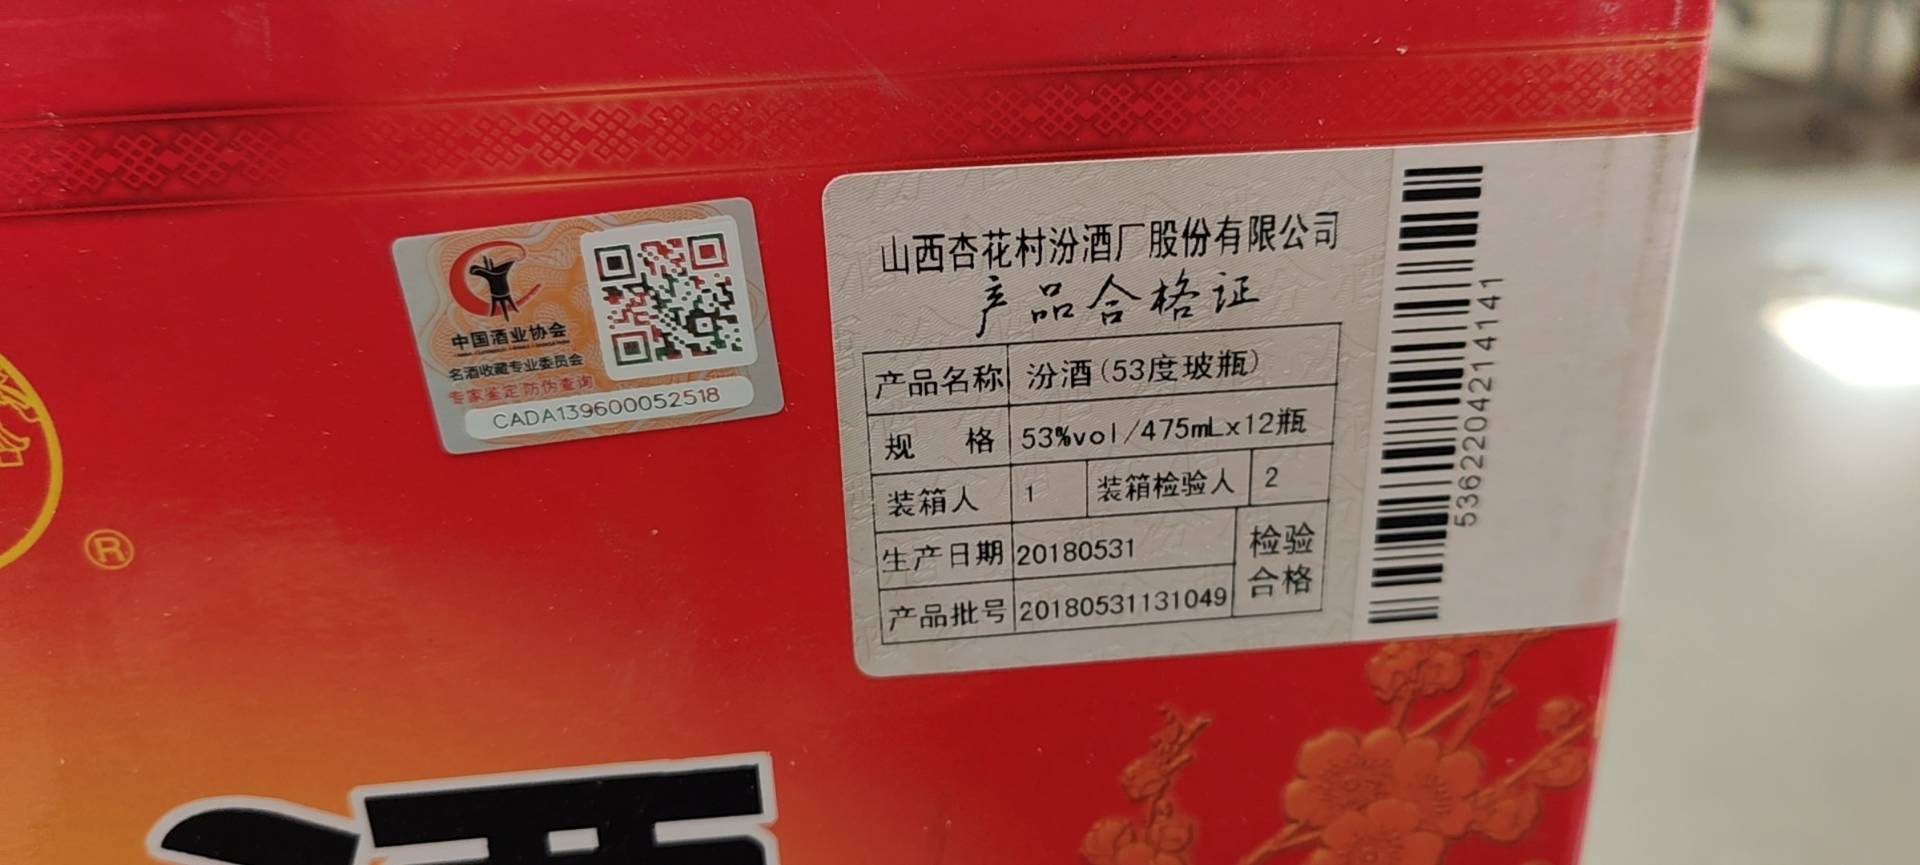 中国酒业协会
名酒收藏专业委员会
专家鉴定防伪查询
CADA139600052518
山西杏花村汾酒厂股份有限公司
产品合格证
产品名称 汾酒(53度玻瓶)
规 格 53%vol/475mLx12瓶
装箱人 1 装箱检验人 2
生产日期 20180531 检验
产品批号 20180531131049 合格
5362204214141
®
酒